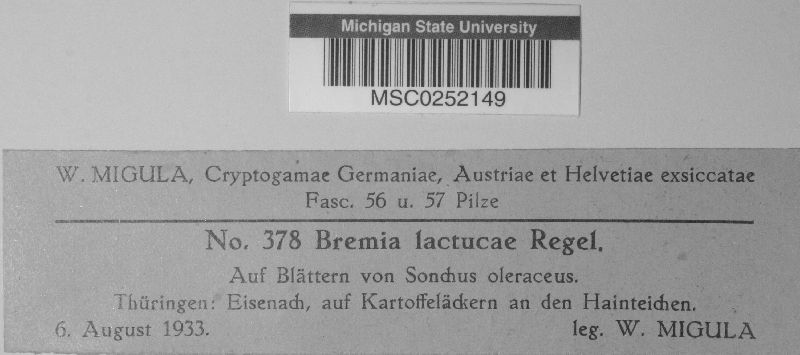 Michigan State University
MSC0252149
W. MIGULA, Cryptogamae Germaniae, Austriae et Helvetiae exsiccatae
Fasc. 56 u. 57 Pilze
No. 378 Bremia lactucae Regel.
Auf Blättern von Sonchus oleraceus.
Thüringen: Eisenach, auf Kartoffeläckern an den Hainteichen.
6. August 1933. leg. W. MIGULA